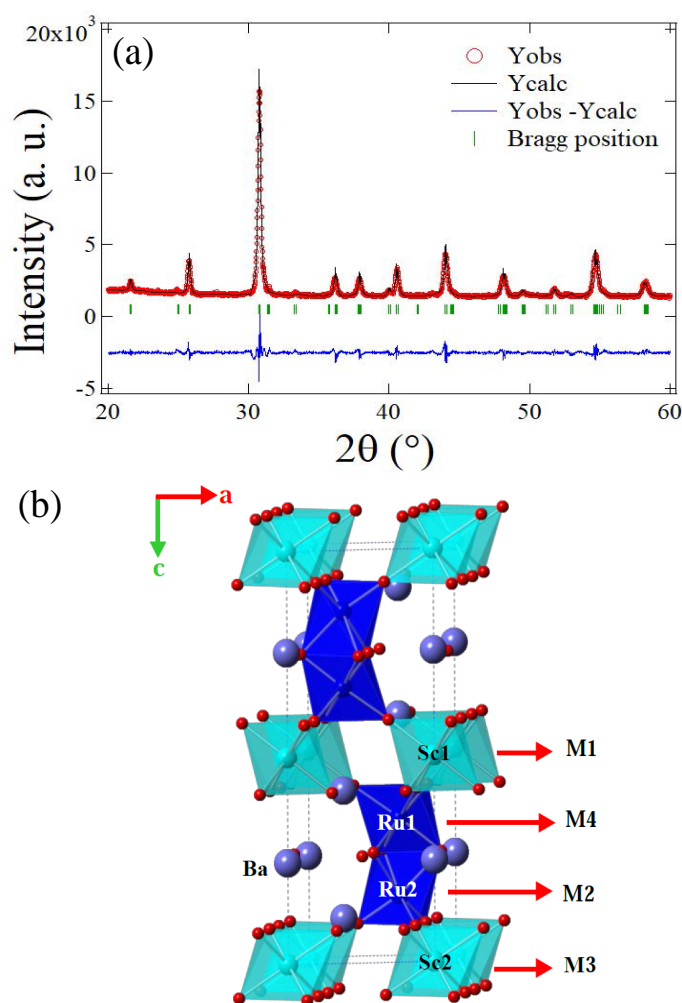 (a)
20x10³
15
10
5
0
-5
Intensity (a. u.)
Yobs
Ycalc
Yobs -Ycalc
Bragg position
20
30
40
50
60
2θ (°)
(b)
a
c
Sc1
M1
Ru1
M4
Ba
Ru2
M2
Sc2
M3